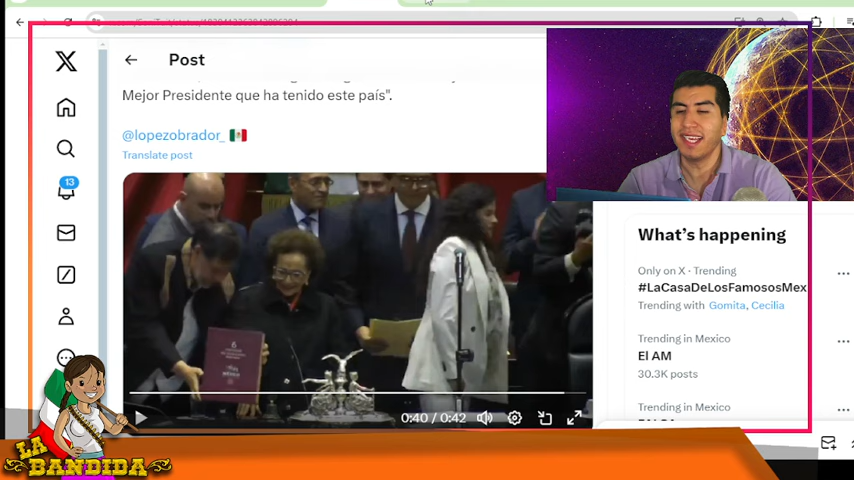 Post
Mejor Presidente que ha tenido este país".
@lopezobrador_
Translate post
13
6
0:40 / 0:42
What's happening
Only on X · Trending
#LaCasaDeLosFamososMex
Trending with Gomita, Cecilia
Trending in Mexico
El AM
30.3K posts
Trending in Mexico
LA
BANDIDA